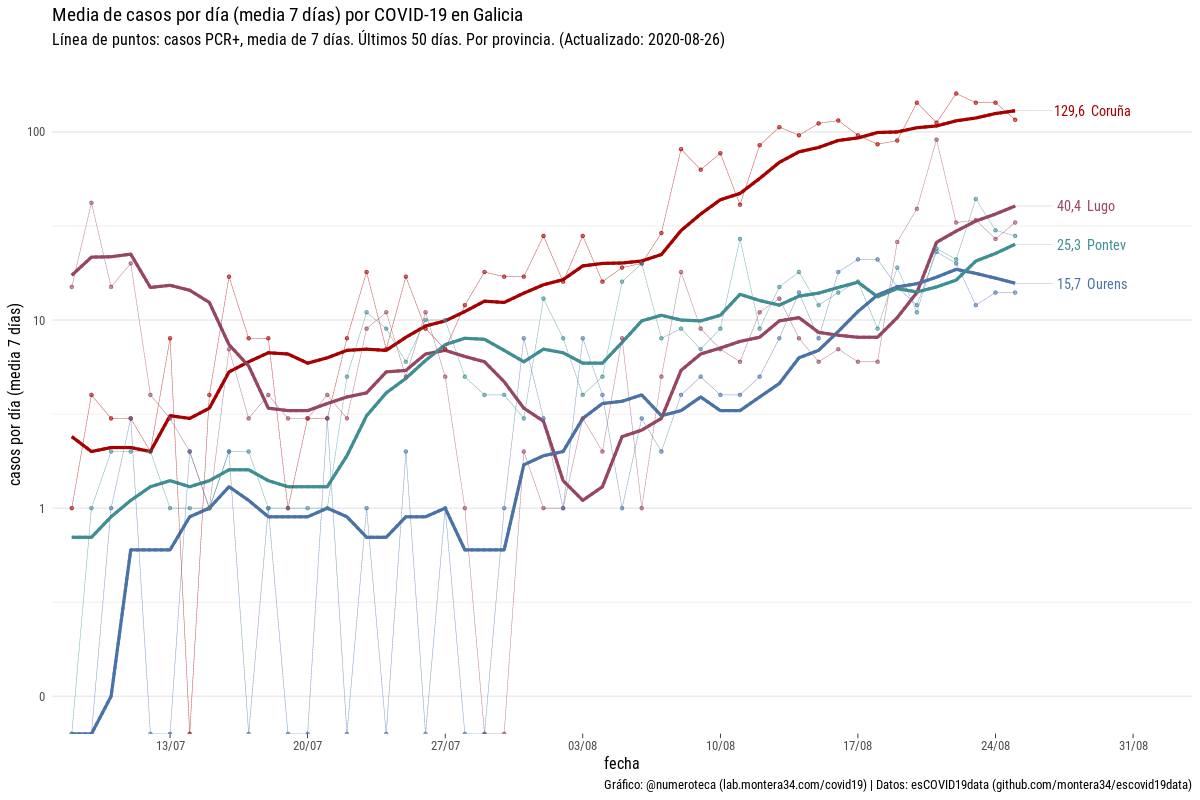 Media de casos por día (media 7 días) por COVID-19 en Galicia
Línea de puntos: casos PCR+, media de 7 días. Últimos 50 días. Por provincia. (Actualizado: 2020-08-26)
129,6 Coruña
100
40,4 Lugo
25,3 Pontev
15,7 Ourens
10
casos por día (media 7 días)
1
0
13/07 20/07 27/07 03/08 10/08 17/08 24/08 31/08
fecha
Gráfico: @numeroteca (lab.montera34.com/covid19) | Datos: esCOVID19data (github.com/montera34/escovid19data)